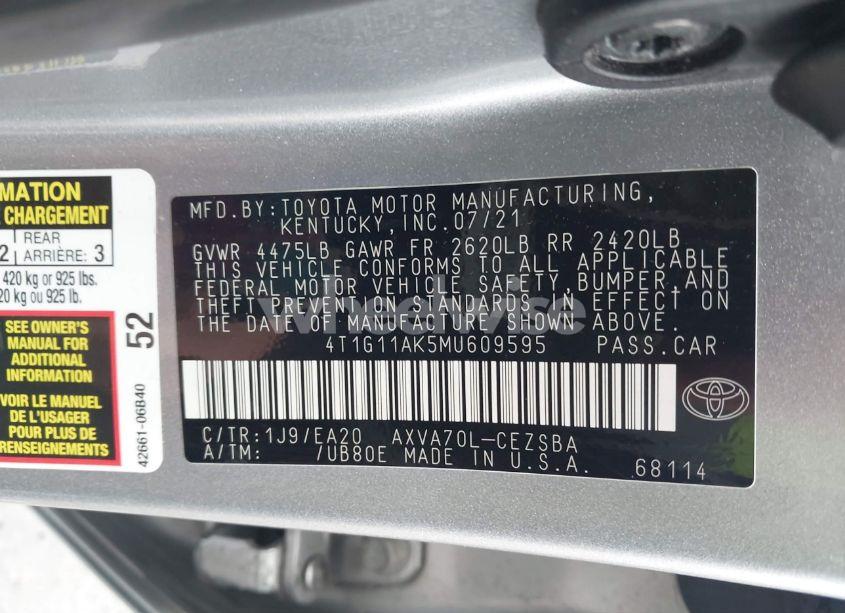 MATION
CHARGEMENT
2 REAR ARRIÈRE: 3
420 kg or 925 lbs.
20 kg ou 925 lb.
SEE OWNER'S
MANUAL FOR
ADDITIONAL
INFORMATION
VOIR LE MANUEL
DE L'USAGER
POUR PLUS DE
RENSEIGNEMENTS
52
42661-06B40
MFD.BY:TOYOTA MOTOR MANUFACTURING,
KENTUCKY,INC.07/21
GVWR 4475LB GAWR FR 2620LB RR 2420LB
THIS VEHICLE CONFORMS TO ALL APPLICABLE
FEDERAL MOTOR VEHICLE SAFETY,BUMPER,AND
THEFT PREVENTION STANDARDS IN EFFECT ON
THE DATE OF MANUFACTURE SHOWN ABOVE.
4T1G11AK5MU609595 PASS.CAR
C/TR:1J9/EA20 AXVA70L-CEZSBA
A/TM: /UB80E MADE IN U.S.A. 68114
wheelwise